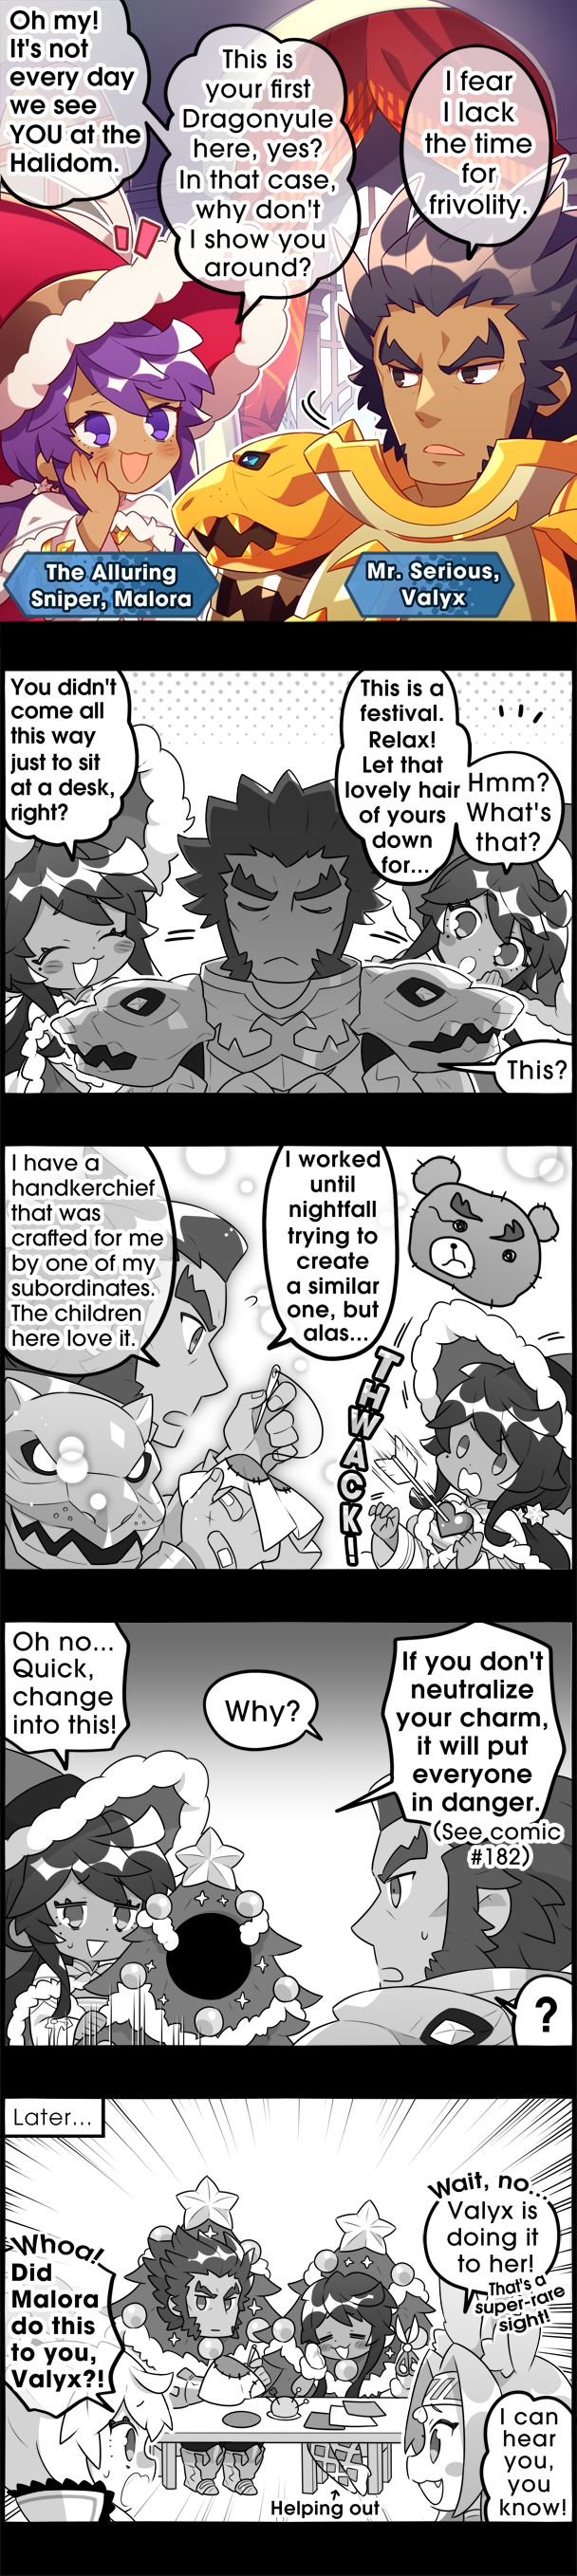 Oh my!
It's not
every day
we see
YOU at the
Halidom.
This is
your first
Dragonyule
here, yes?
In that case,
why don't
I show you
around?
I fear
I lack
the time
for
frivolity.
The Alluring
Sniper, Malora
Mr. Serious,
Valyx
You didn't
come all
this way
just to sit
at a desk,
right?
This is a
festival.
Relax!
Let that
lovely hair
of yours
down
for...
Hmm?
What's
that?
This?
I have a
handkerchief
that was
crafted for me
by one of my
subordinates.
The children
here love it.
I worked
until
nightfall
trying to
create
a similar
one, but
alas...
THWACK!
Oh no...
Quick,
change
into this!
Why?
If you don't
neutralize
your charm,
it will put
everyone
in danger.
(See comic
#182)
?
Later...
Whoa!
Did
Malora
do this
to you,
Valyx?!
Wait, no...
Valyx is
doing it
to her!
That's a
super-rare
sight!
I can
hear
you,
you
know!
Helping out